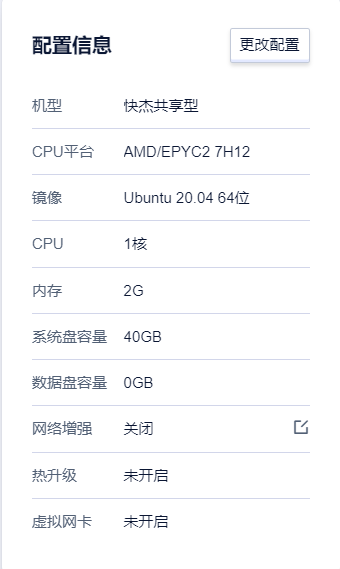 配置信息 更改配置
机型 快杰共享型
CPU平台 AMD/EPYC2 7H12
镜像 Ubuntu 20.04 64位
CPU 1核
内存 2G
系统盘容量 40GB
数据盘容量 0GB
网络增强 关闭
热升级 未开启
虚拟网卡 未开启